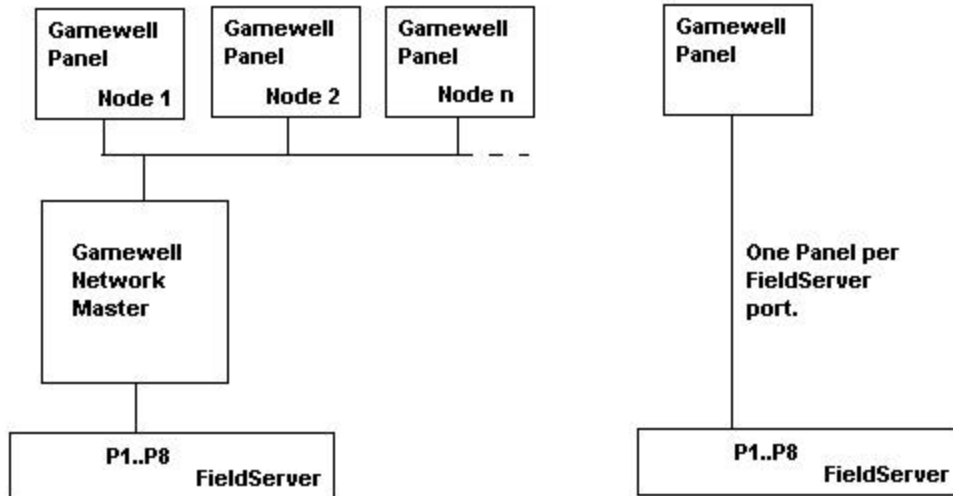 Gamewell
Panel
Node 1
Gamewell
Panel
Node 2
Gamewell
Panel
Node n
Gamewell
Network
Master
P1..P8
FieldServer
Gamewell
Panel
One Panel per
FieldServer
port.
P1..P8
FieldServer